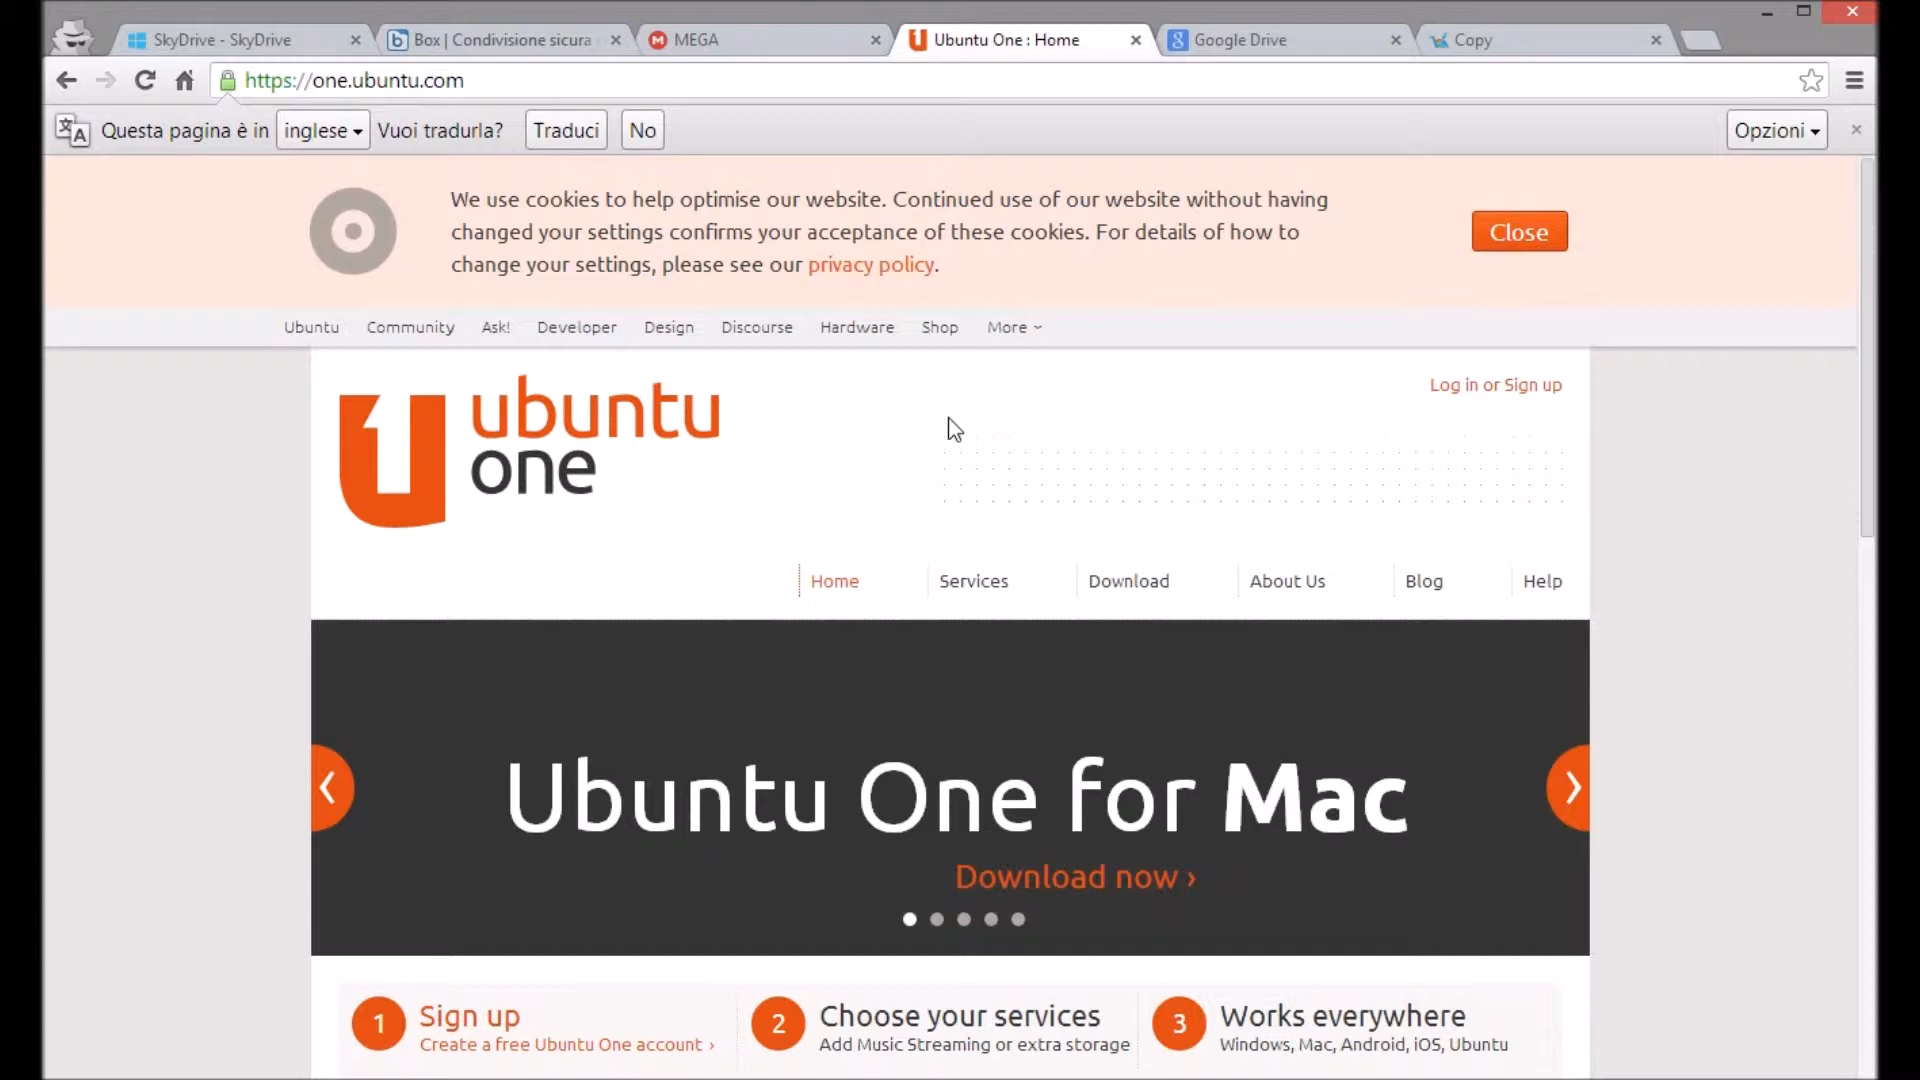 SkyDrive - SkyDrive
Box | Condivisione sicura
MEGA
Ubuntu One : Home
Google Drive
Copy
https://one.ubuntu.com
Questa pagina è in inglese Vuoi tradurla? Traduci No Opzioni
We use cookies to help optimise our website. Continued use of our website without having
changed your settings confirms your acceptance of these cookies. For details of how to
change your settings, please see our privacy policy.
Close
Ubuntu Community Ask! Developer Design Discourse Hardware Shop More
Log in or Sign up
ubuntu
one
Home Services Download About Us Blog Help
Ubuntu One for Mac
Download now ›
1 Sign up
Create a free Ubuntu One account ›
2 Choose your services
Add Music Streaming or extra storage
3 Works everywhere
Windows, Mac, Android, iOS, Ubuntu